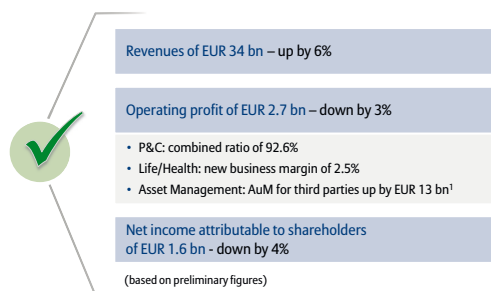 Revenues of EUR 34 bn – up by 6%
Operating profit of EUR 2.7 bn – down by 3%
• P&C: combined ratio of 92.6%
• Life/Health: new business margin of 2.5%
• Asset Management: AuM for third parties up by EUR 13 bn¹
Net income attributable to shareholders
of EUR 1.6 bn - down by 4%
(based on preliminary figures)